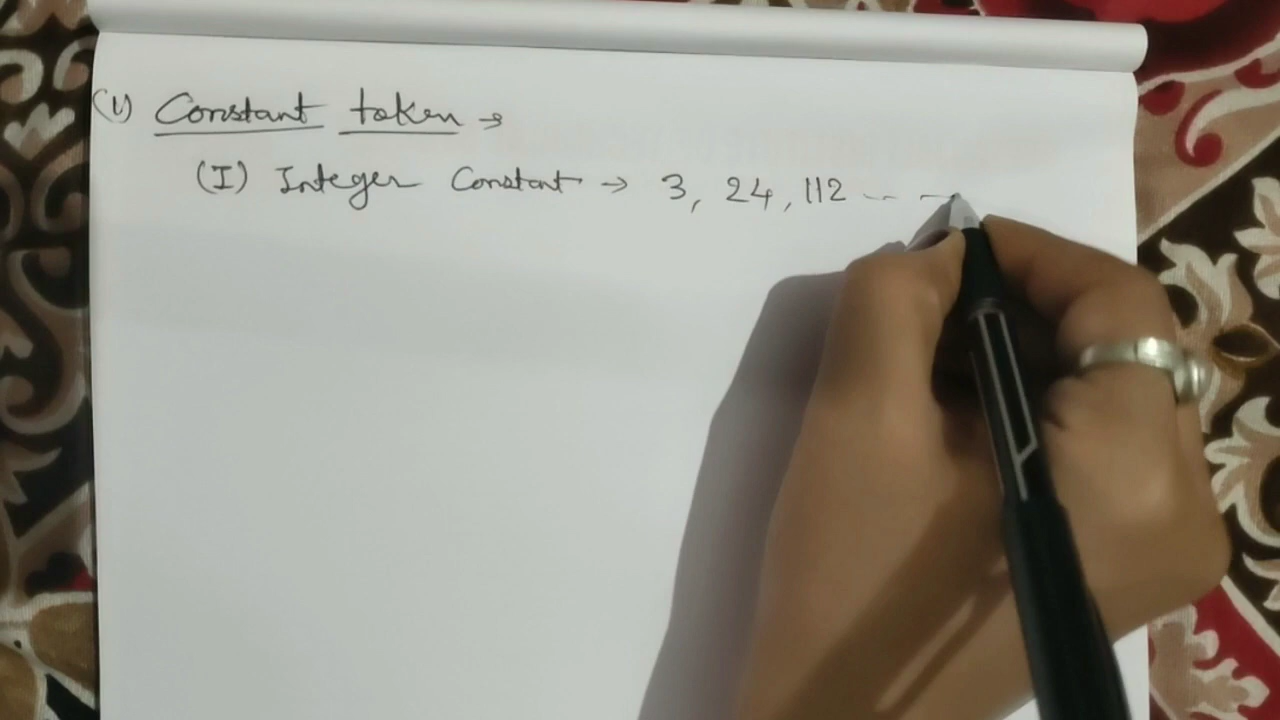 (1) Constant token →
(I) Integer Constant → 3, 24, 112 -- --